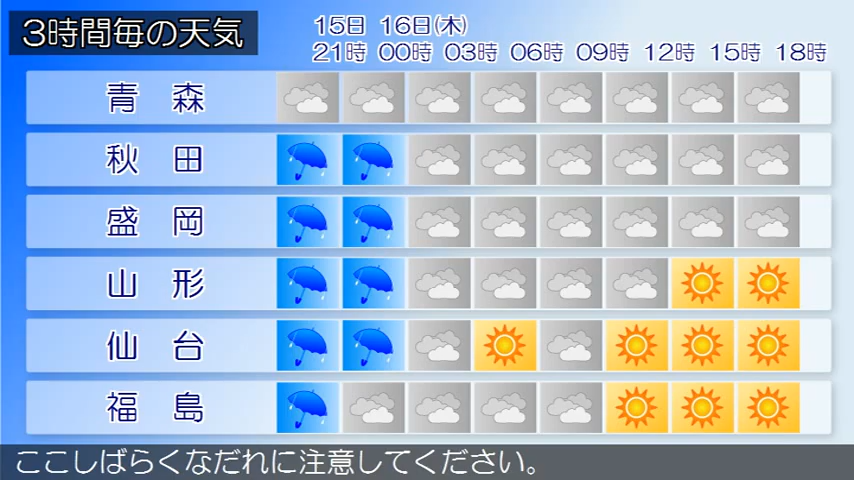 3時間毎の天気
15日 16日(木)
21時 00時 03時 06時 09時 12時 15時 18時
青 森
秋 田
盛 岡
山 形
仙 台
福 島
ここしばらくなだれに注意してください。